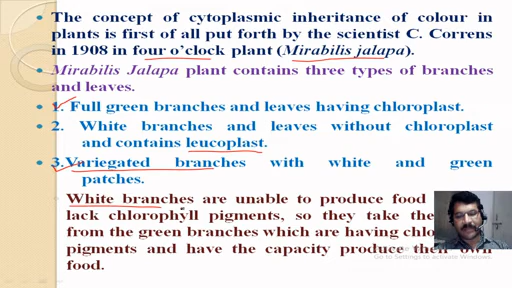 The concept of cytoplasmic inheritance of colour in
plants is first of all put forth by the scientist C. Correns
in 1908 in four o'clock plant (Mirabilis jalapa).
Mirabilis Jalapa plant contains three types of branches
and leaves.
1. Full green branches and leaves having chloroplast.
2. White branches and leaves without chloroplast
and contains leucoplast.
3.Variegated branches with white and green
patches.
White branches are unable to produce food
lack chlorophyll pigments, so they take the
from the green branches which are having
pigments and have the capacity produce their own
food.
Go to Settings to activate Windows.